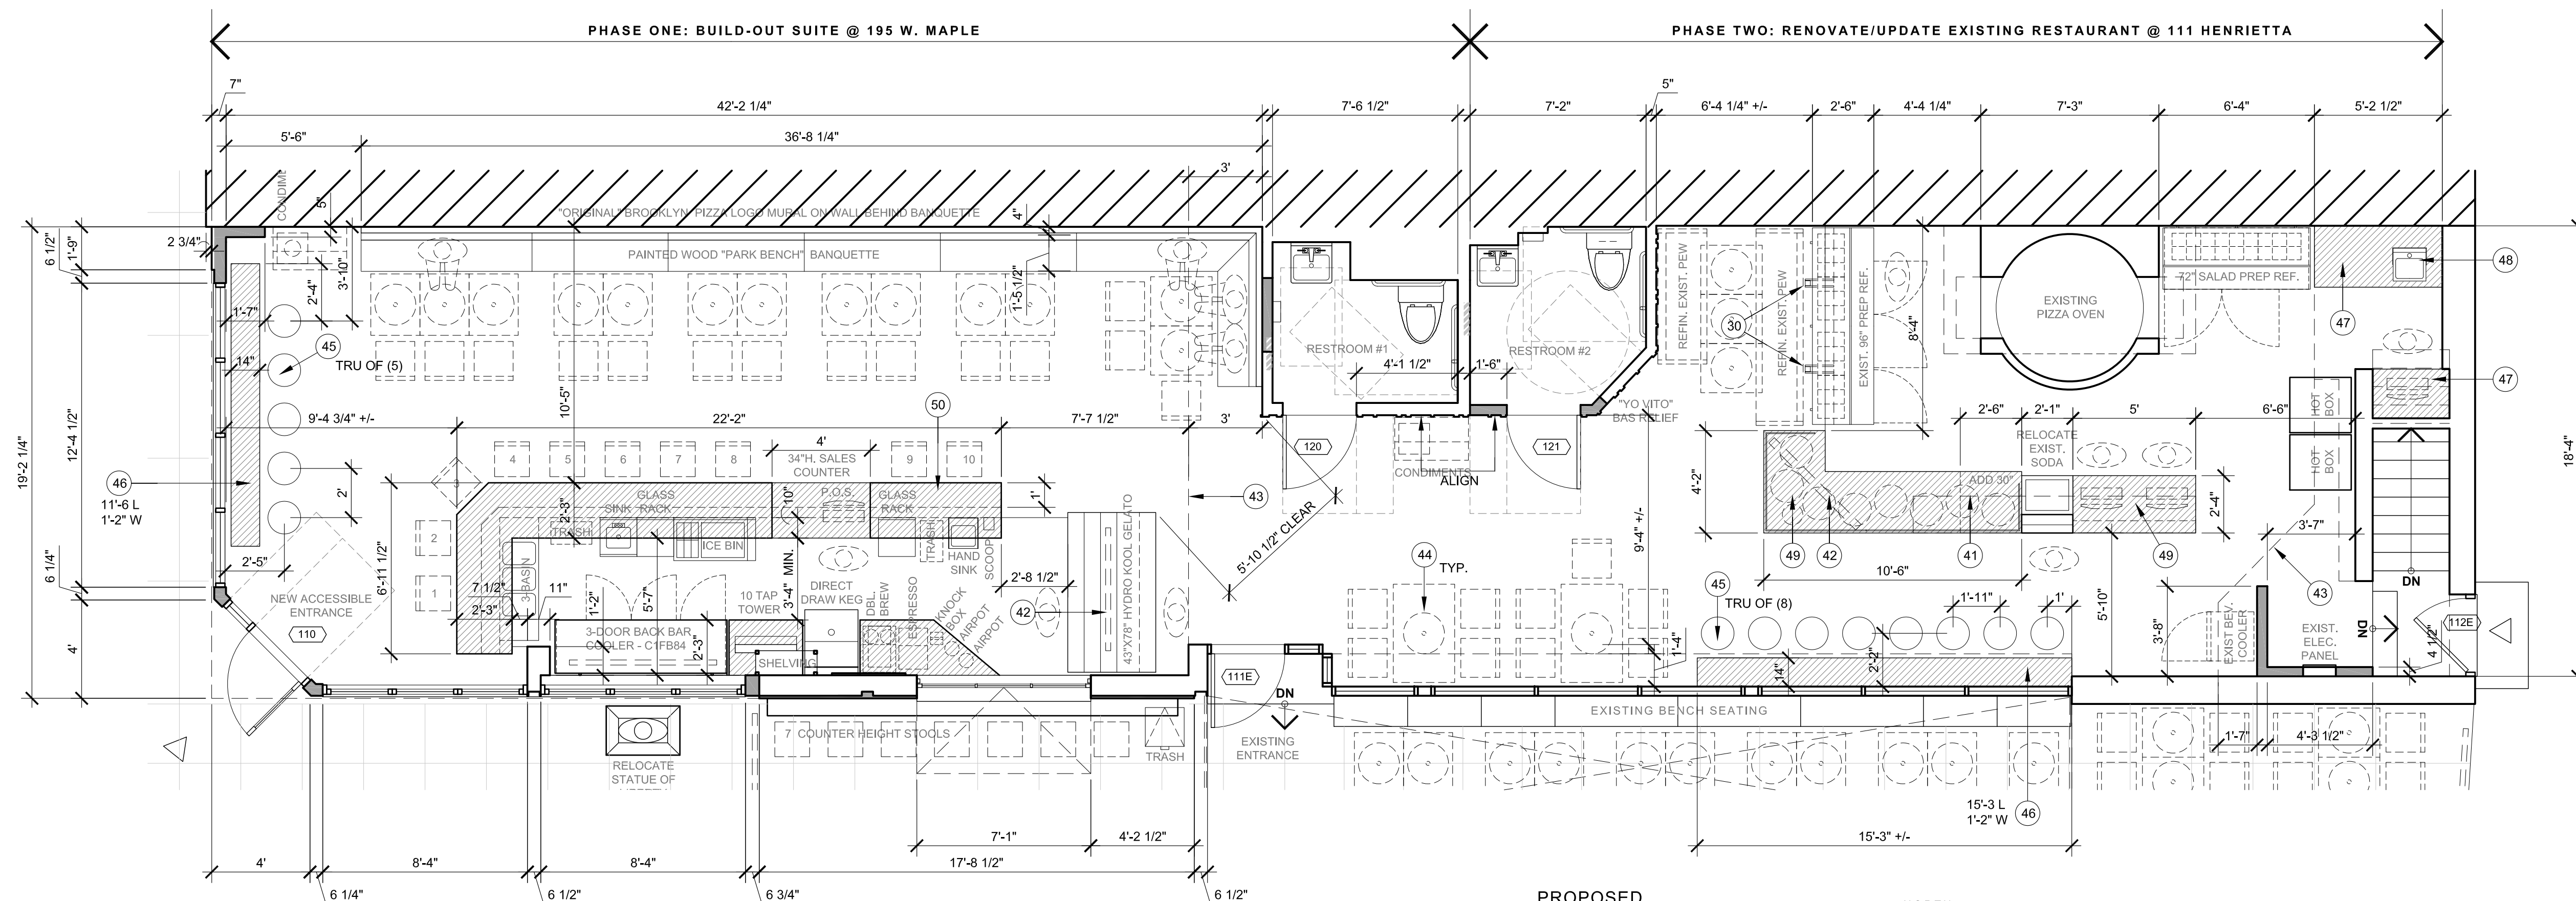 PHASE ONE: BUILD-OUT SUITE @ 195 W. MAPLE
PHASE TWO: RENOVATE/UPDATE EXISTING RESTAURANT @ 111 HENRIETTA
7"
42'-2 1/4"
7'-6 1/2"
7'-2"
5"
6'-4 1/4" +/-
2'-6"
4'-4 1/4"
7'-3"
6'-4"
5'-2 1/2"
5'-6"
36'-8 1/4"
3'
"ORIGINAL" BROOKLYN PIZZA LOGO MURAL ON WALL BEHIND BANQUETTE
5"
4"
6 1/2"
1'-9"
2 3/4"
3'-10"
2'-4"
PAINTED WOOD "PARK BENCH" BANQUETTE
1'-5 1/2"
1'-7"
14"
45
TRU OF (5)
RESTROOM #1
RESTROOM #2
4'-1 1/2"
1'-6"
REFIN. EXIST. PEW
REFIN. EXIST. PEW
30
EXIST. 96" PREP REF.
8'-4"
EXISTING
PIZZA OVEN
72" SALAD PREP REF.
48
47
47
"YO VITO"
BAS RELIEF
HOT
BOX
HOT
BOX
19'-2 1/4"
12'-4 1/2"
18'-4"
9'-4 3/4" +/-
10'-5"
22'-2"
50
7'-7 1/2"
3'
2'-6"
2'-1"
5'
6'-6"
4
5
6
7
8
4'
34"H. SALES
COUNTER
9
10
120
CONDIMENTS
ALIGN
121
RELOCATE
EXIST.
SODA
3
46
11'-6 L
1'-2" W
2'
GLASS
SINK RACK
2'-3"
TRASH
ICE BIN
P.O.S.
10"
GLASS
RACK
TRASH
HAND
SINK
SCOOP
1'
43
5'-10 1/2" CLEAR
4'-2"
ADD 30"
2'-4"
49
42
41
49
3'-7"
9'-4" +/-
10'-6"
6 1/4"
2'-5"
6'-11 1/2"
2
1
3-BASIN
7 1/2"
2'-3"
11"
1'-2"
5'-7"
3'-4" MIN.
DIRECT
DRAW KEG
10 TAP
TOWER
DBL.
BREW
ESPRESSO
KNOCK
BOX
AIRPOT
AIRPOT
2'-8 1/2"
42
43"X78" HYDRO KOOL GELATO
44
TYP.
45
TRU OF (8)
1'-11"
1'
5'-10"
3'-8"
43
DN
NEW ACCESSIBLE
ENTRANCE
110
4'
3-DOOR BACK BAR
COOLER - C1FB84
2'-3"
SHELVING
1'-4"
14"
2'-2"
EXIST BEV.
COOLER
EXIST.
ELEC.
PANEL
DN
4 1/2"
112E
111E
DN
EXISTING
ENTRANCE
EXISTING BENCH SEATING
7 COUNTER HEIGHT STOOLS
TRASH
RELOCATE
STATUE OF
1'-7"
4'-3 1/2"
15'-3 L
1'-2" W
46
7'-1"
4'-2 1/2"
15'-3" +/-
4'
8'-4"
8'-4"
17'-8 1/2"
6 1/4"
6 1/2"
6 3/4"
6 1/2"
PROPOSED